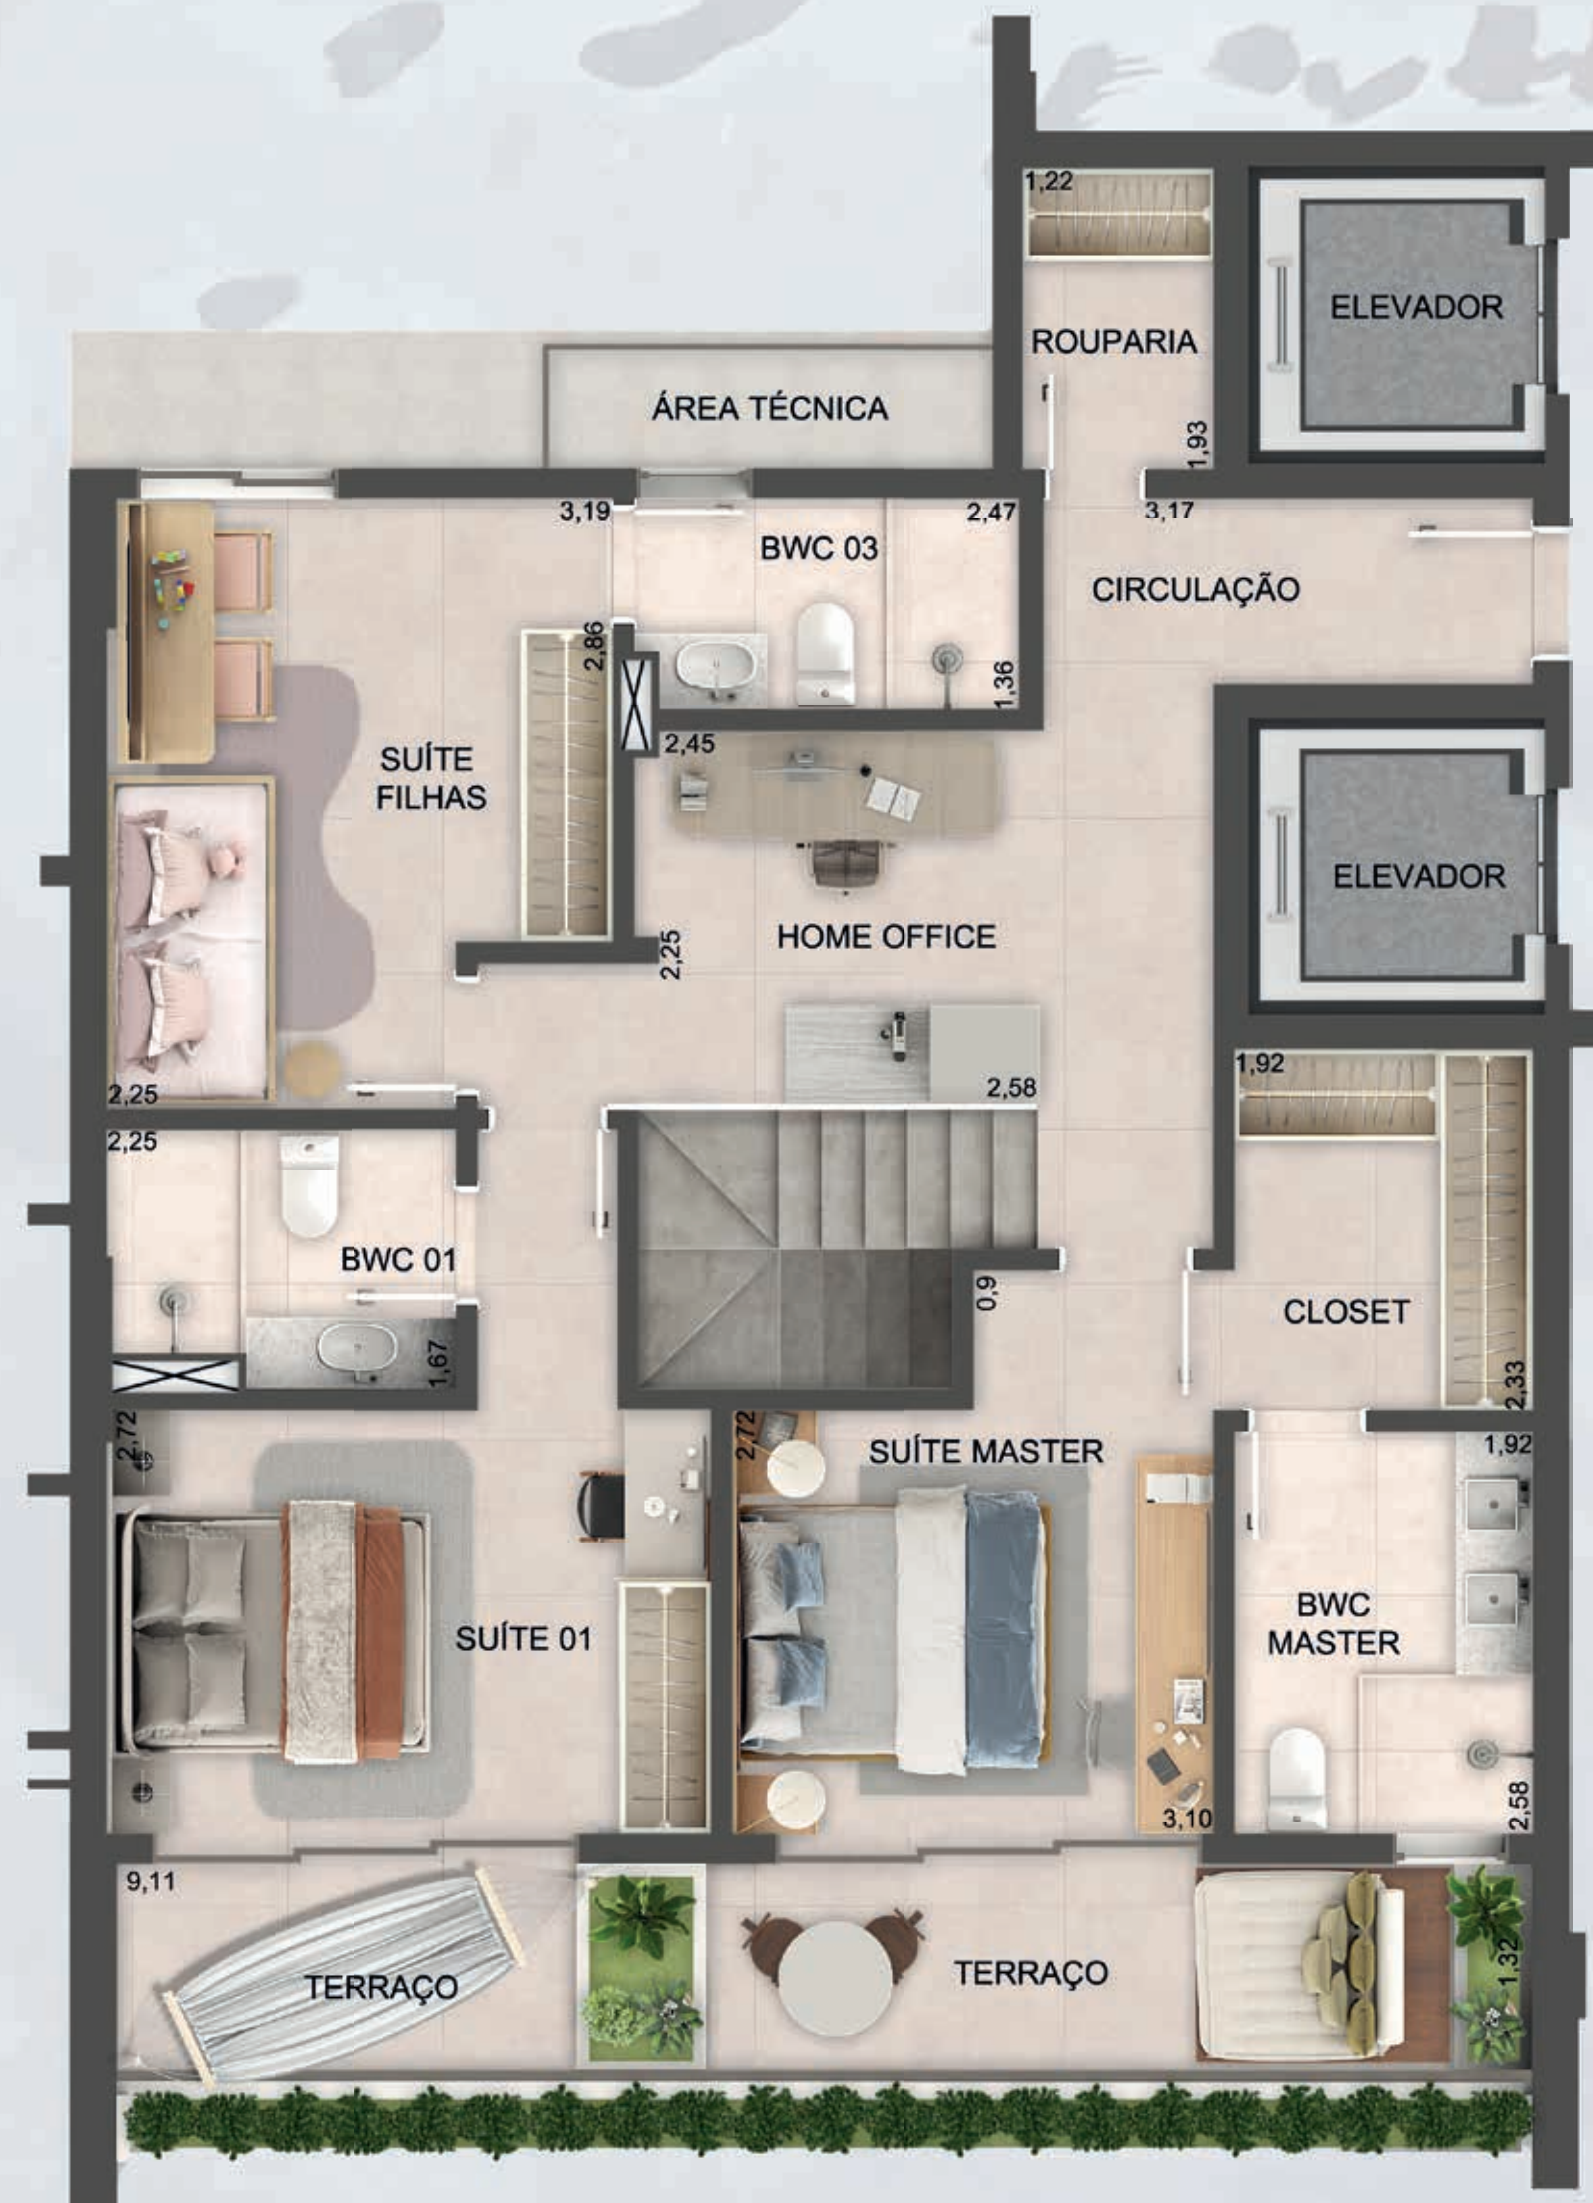 1,22
ELEVADOR
ROUPARIA
ÁREA TÉCNICA
1,93
3,19
2,47
3,17
BWC 03
CIRCULAÇÃO
2,86
1,36
2,45
SUÍTE
FILHAS
ELEVADOR
HOME OFFICE
2,25
1,92
2,25
2,58
2,25
BWC 01
0,9
CLOSET
1,67
2,33
2,72
2,72
SUÍTE MASTER
1,92
SUÍTE 01
BWC
MASTER
3,10
2,58
9,11
TERRAÇO
TERRAÇO
1,32